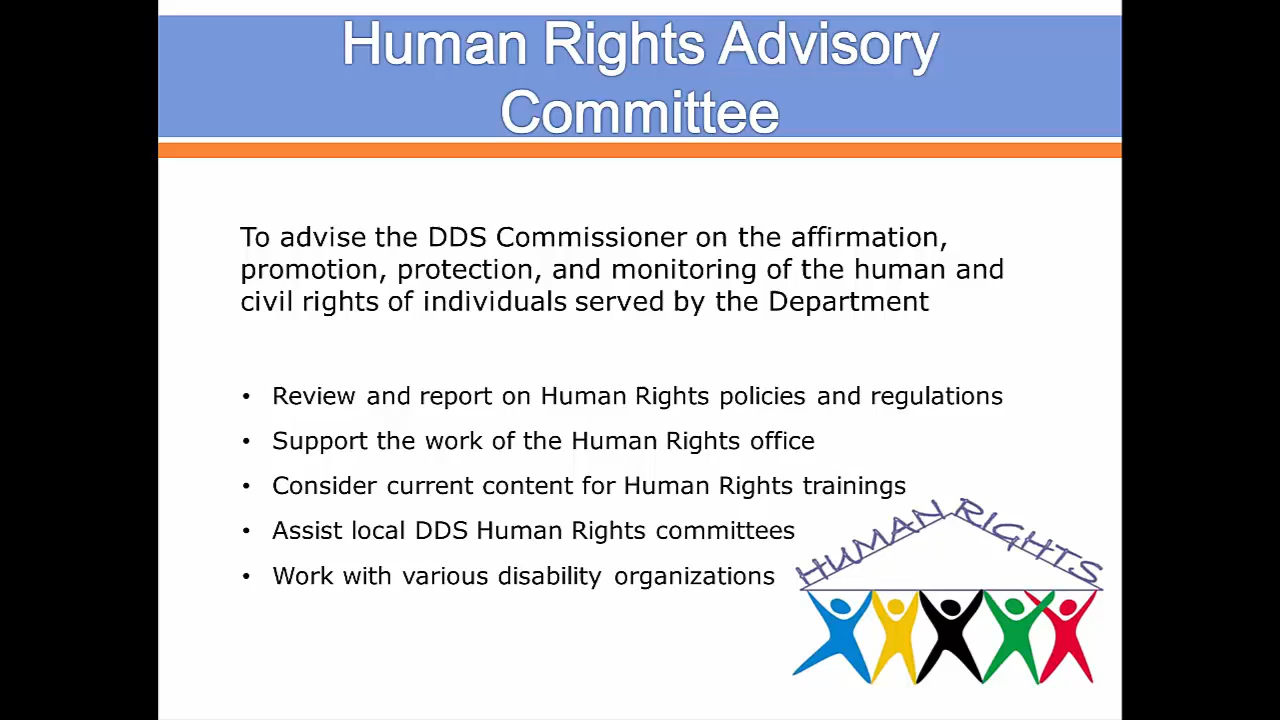 Human Rights Advisory
Committee
To advise the DDS Commissioner on the affirmation,
promotion, protection, and monitoring of the human and
civil rights of individuals served by the Department
• Review and report on Human Rights policies and regulations
• Support the work of the Human Rights office
• Consider current content for Human Rights trainings
• Assist local DDS Human Rights committees
• Work with various disability organizations
HUMAN RIGHTS